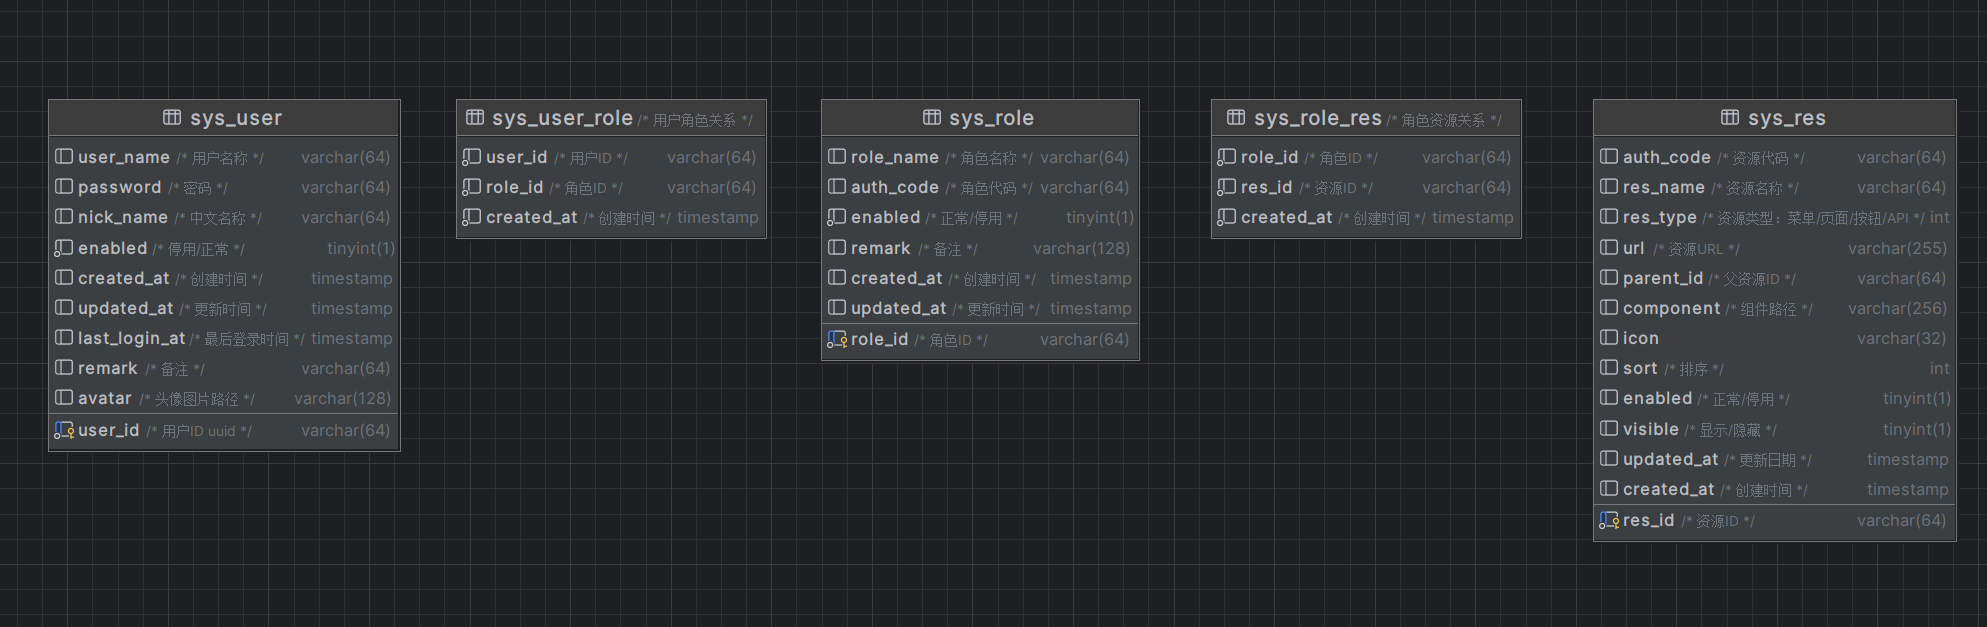 sys_user
user_name /* 用户名称 */ varchar(64)
password /* 密码 */ varchar(64)
nick_name /* 中文名称 */ varchar(64)
enabled /* 停用/正常 */ tinyint(1)
created_at /* 创建时间 */ timestamp
updated_at /* 更新时间 */ timestamp
last_login_at /* 最后登录时间 */ timestamp
remark /* 备注 */ varchar(64)
avatar /* 头像图片路径 */ varchar(128)
user_id /* 用户ID uuid */ varchar(64)
sys_user_role /* 用户角色关系 */
user_id /* 用户ID */ varchar(64)
role_id /* 角色ID */ varchar(64)
created_at /* 创建时间 */ timestamp
sys_role
role_name /* 角色名称 */ varchar(64)
auth_code /* 角色代码 */ varchar(64)
enabled /* 正常/停用 */ tinyint(1)
remark /* 备注 */ varchar(128)
created_at /* 创建时间 */ timestamp
updated_at /* 更新时间 */ timestamp
role_id /* 角色ID */ varchar(64)
sys_role_res /* 角色资源关系 */
role_id /* 角色ID */ varchar(64)
res_id /* 资源ID */ varchar(64)
created_at /* 创建时间 */ timestamp
sys_res
auth_code /* 资源代码 */ varchar(64)
res_name /* 资源名称 */ varchar(64)
res_type /* 资源类型：菜单/页面/按钮/API */ int
url /* 资源URL */ varchar(255)
parent_id /* 父资源ID */ varchar(64)
component /* 组件路径 */ varchar(256)
icon varchar(32)
sort /* 排序 */ int
enabled /* 正常/停用 */ tinyint(1)
visible /* 显示/隐藏 */ tinyint(1)
updated_at /* 更新日期 */ timestamp
created_at /* 创建时间 */ timestamp
res_id /* 资源ID */ varchar(64)